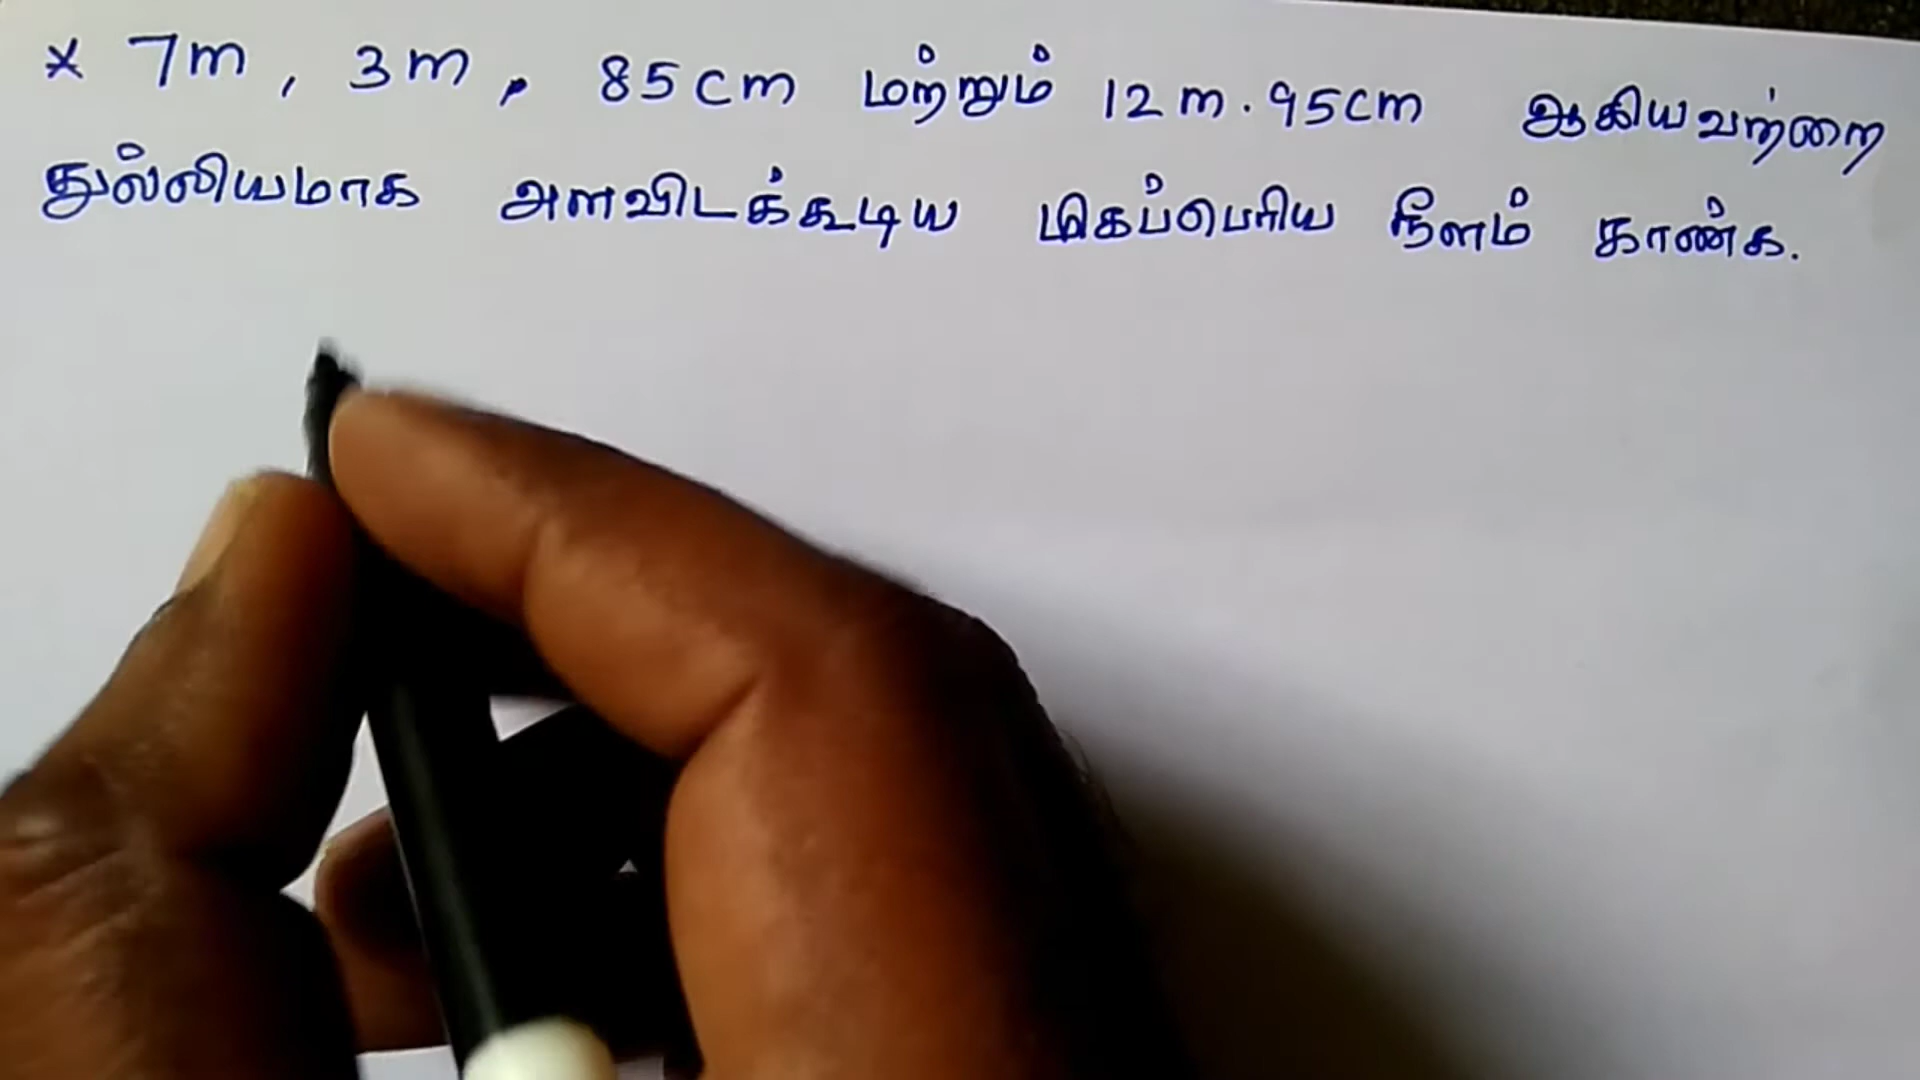 * 7m, 3m, 85cm மற்றும் 12m.95cm ஆகியவற்றை
துல்லியமாக அளவிடக்கூடிய மிகப்பெரிய நீளம் காண்க.